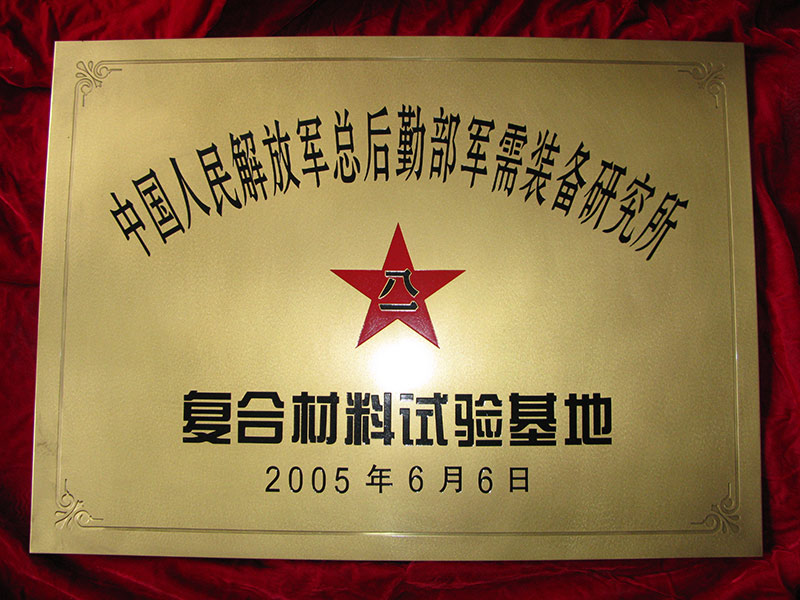 中国人民解放军总后勤部军需装备研究所
八一
复合材料试验基地
2005年6月6日